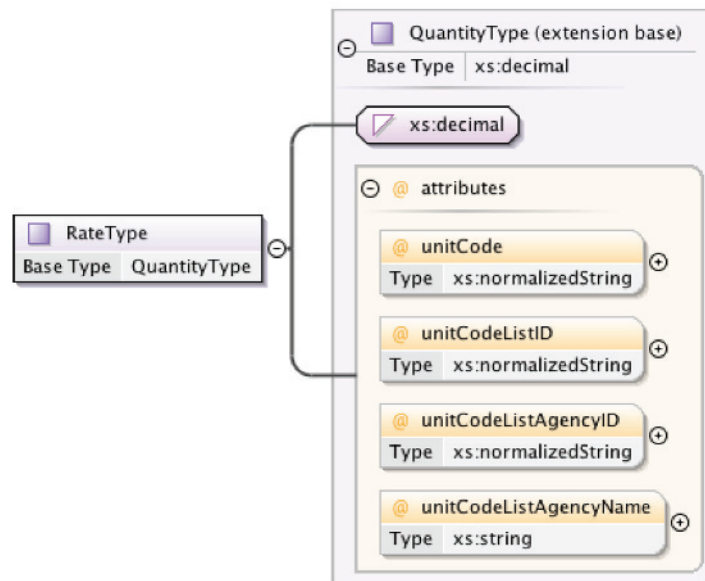 QuantityType (extension base)
Base Type xs:decimal
xs:decimal
@ attributes
RateType
Base Type QuantityType
@ unitCode
Type xs:normalizedString
@ unitCodeListID
Type xs:normalizedString
@ unitCodeListAgencyID
Type xs:normalizedString
@ unitCodeListAgencyName
Type xs:string